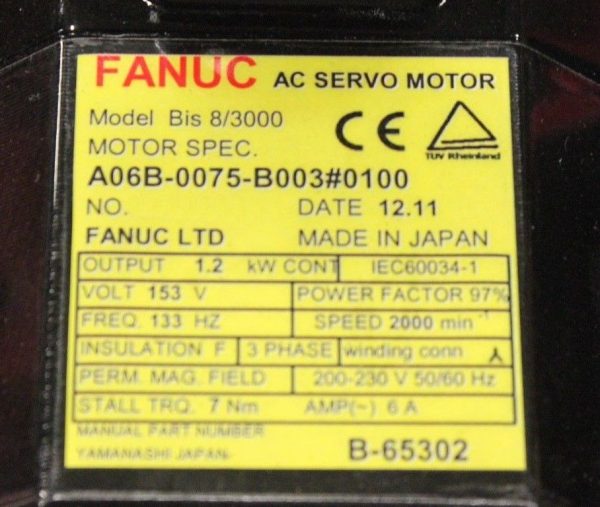 FANUC AC SERVO MOTOR
Model Bis 8/3000
MOTOR SPEC.
CE
TUV Rheinland
A06B-0075-B003#0100
NO. DATE 12.11
FANUC LTD MADE IN JAPAN
OUTPUT 1.2 kW CONT IEC60034-1
VOLT 153 V POWER FACTOR 97%
FREQ. 133 HZ SPEED 2000 min⁻¹
INSULATION F 3 PHASE winding conn
PERM. MAG. FIELD 200-230 V 50/60 Hz
STALL TRQ. 7 Nm AMP(~) 6 A
MANUAL PART NUMBER
YAMANASHI JAPAN- B-65302